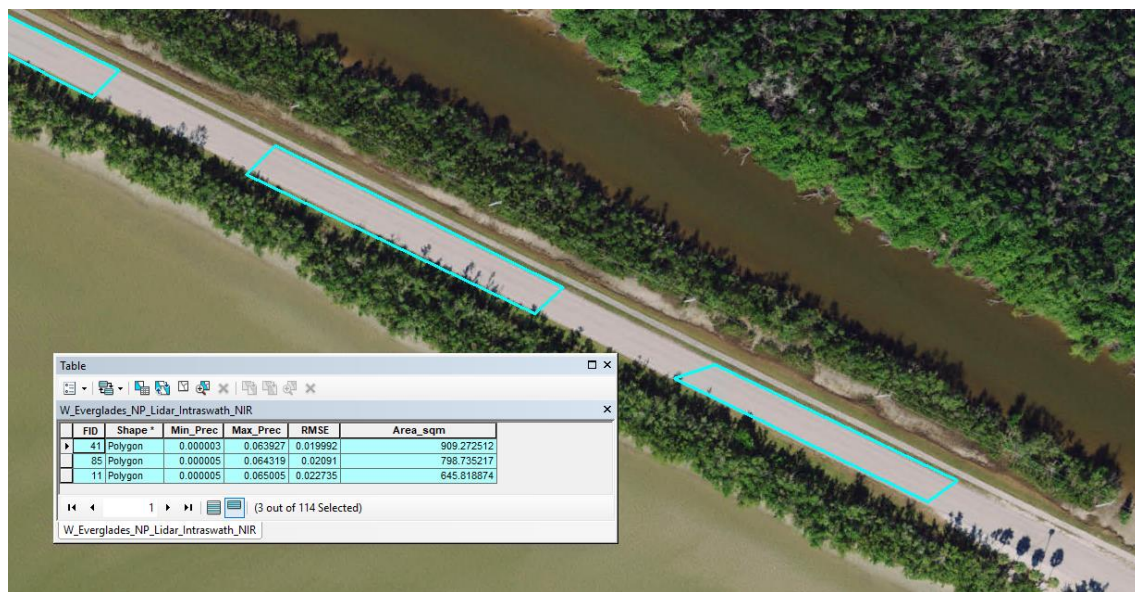 Table
W_Everglades_NP_Lidar_Intraswath_NIR
FID Shape * Min_Prec Max_Prec RMSE Area_sqm
41 Polygon 0.000003 0.063927 0.019992 909.272512
85 Polygon 0.000005 0.064319 0.02091 798.735217
11 Polygon 0.000005 0.065005 0.022735 645.818874
1 (3 out of 114 Selected)
W_Everglades_NP_Lidar_Intraswath_NIR